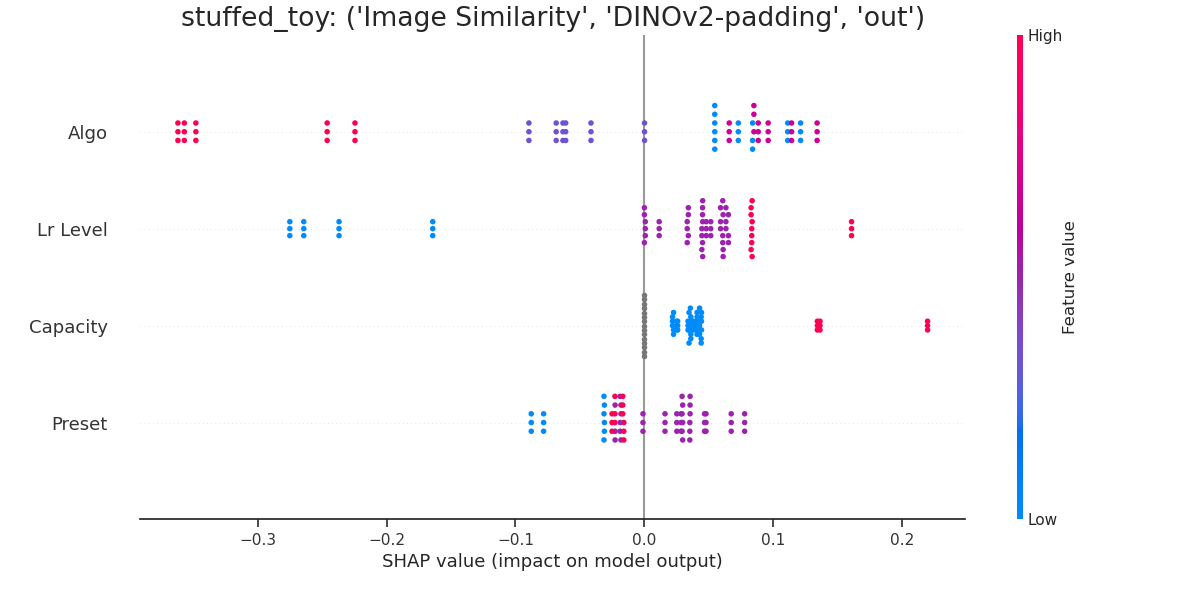 stuffed_toy: ('Image Similarity', 'DINOv2-padding', 'out')
High
Algo
Lr Level
Capacity
Preset
Feature value
Low
−0.3 −0.2 −0.1 0.0 0.1 0.2
SHAP value (impact on model output)